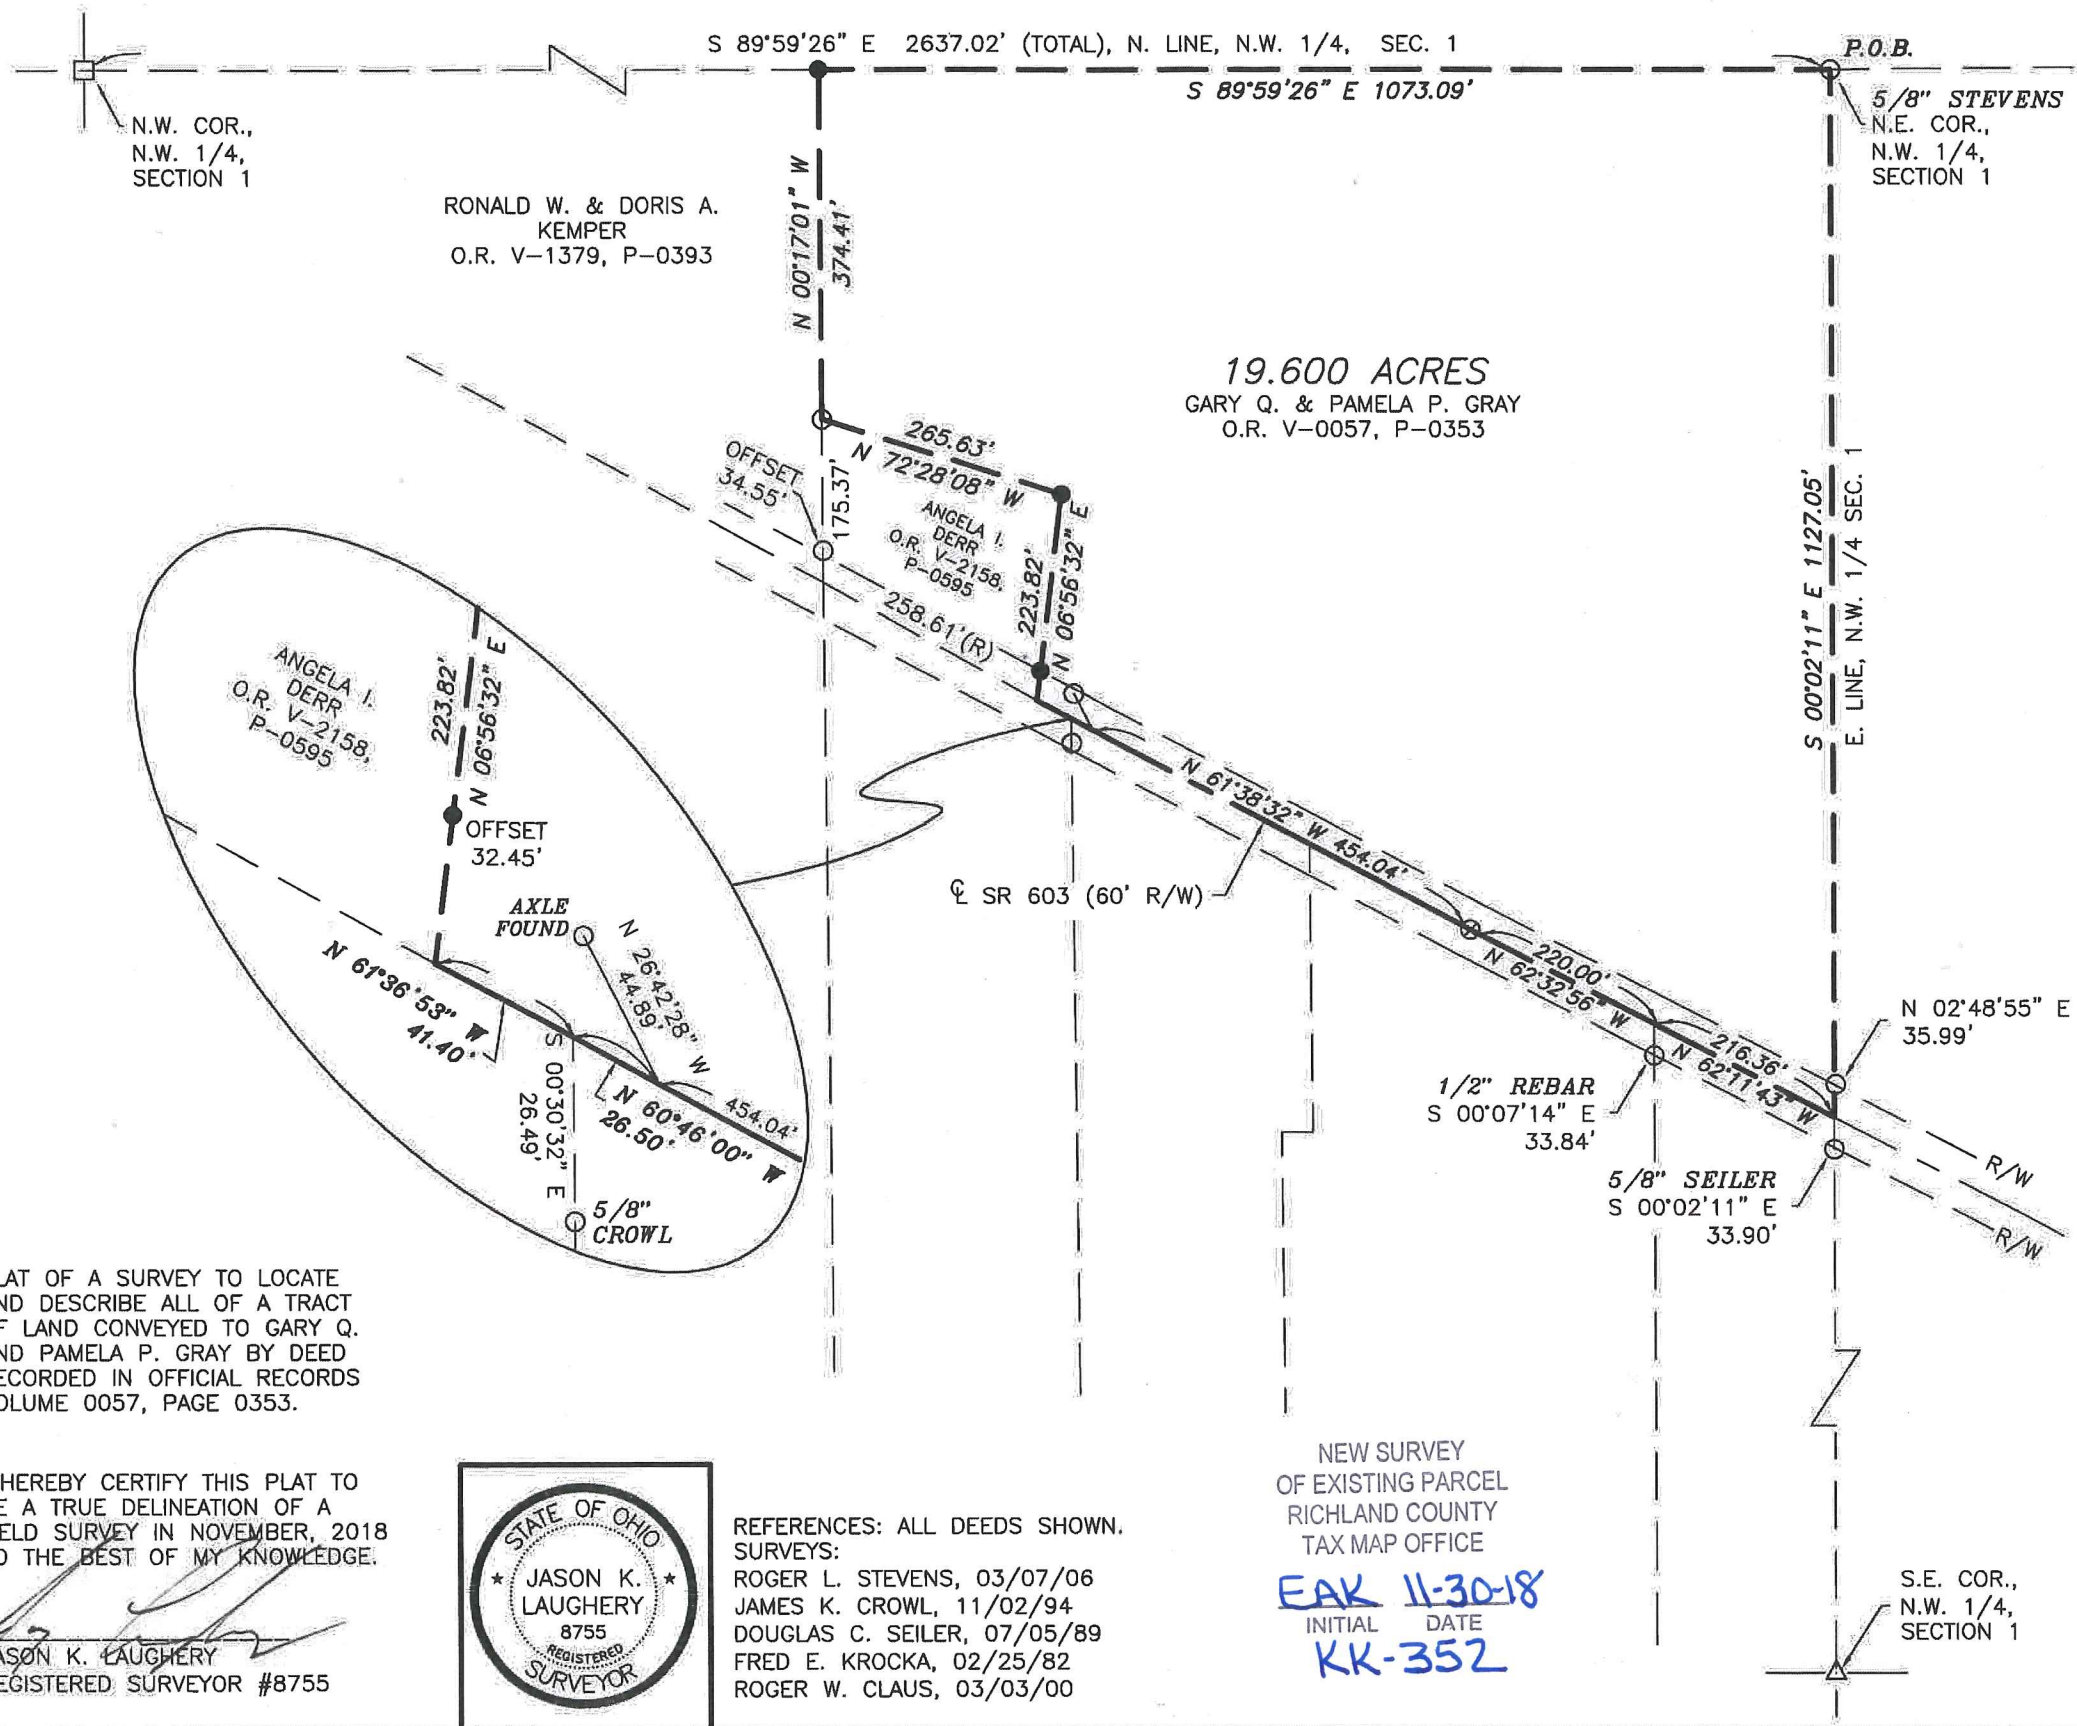 S 89°59'26" E 2637.02' (TOTAL), N. LINE, N.W. 1/4, SEC. 1
P.O.B.
S 89°59'26" E 1073.09'
5/8" STEVENS
N.E. COR.,
N.W. 1/4,
SECTION 1
N.W. COR.,
N.W. 1/4,
SECTION 1
RONALD W. & DORIS A.
KEMPER
O.R. V-1379, P-0393
N 00°17'01" W
374.41'
19.600 ACRES
GARY Q. & PAMELA P. GRAY
O.R. V-0057, P-0353
265.63'
N 72°28'08" W
OFFSET
34.55'
175.37'
ANGELA I.
DERR
O.R. V-2158,
P-0595
223.82'
N 06°56'32" E
258.61'(R)
S 00°02'11" E 1127.05'
E. LINE, N.W. 1/4 SEC. 1
ANGELA I.
DERR
O.R. V-2158,
P-0595
223.82'
N 06°56'32" E
OFFSET
32.45'
AXLE
FOUND
N 26°42'28" W
44.89'
N 61°36'53" W
41.40'
S 00°30'32" E
26.49'
N 60°46'00" W
26.50'
454.04'
5/8"
CROWL
℄ SR 603 (60' R/W)
N 61°38'32" W 454.04'
220.00'
N 62°32'56" W
216.36'
N 62°11'43" W
N 02°48'55" E
35.99'
1/2" REBAR
S 00°07'14" E
33.84'
5/8" SEILER
S 00°02'11" E
33.90'
R/W
R/W
LAT OF A SURVEY TO LOCATE
ND DESCRIBE ALL OF A TRACT
F LAND CONVEYED TO GARY Q.
ND PAMELA P. GRAY BY DEED
ECORDED IN OFFICIAL RECORDS
OLUME 0057, PAGE 0353.
HEREBY CERTIFY THIS PLAT TO
E A TRUE DELINEATION OF A
ELD SURVEY IN NOVEMBER, 2018
O THE BEST OF MY KNOWLEDGE.
ASON K. LAUGHERY
EGISTERED SURVEYOR #8755
STATE OF OHIO
JASON K.
LAUGHERY
8755
REGISTERED
SURVEYOR
REFERENCES: ALL DEEDS SHOWN.
SURVEYS:
ROGER L. STEVENS, 03/07/06
JAMES K. CROWL, 11/02/94
DOUGLAS C. SEILER, 07/05/89
FRED E. KROCKA, 02/25/82
ROGER W. CLAUS, 03/03/00
NEW SURVEY
OF EXISTING PARCEL
RICHLAND COUNTY
TAX MAP OFFICE
EAK 11-30-18
INITIAL DATE
KK-352
S.E. COR.,
N.W. 1/4,
SECTION 1